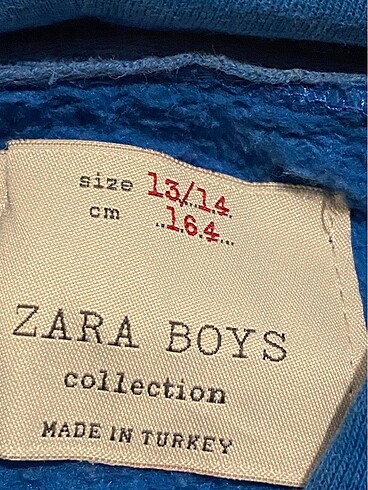 size 13/14
cm 164
ZARA BOYS
collection
MADE IN TURKEY